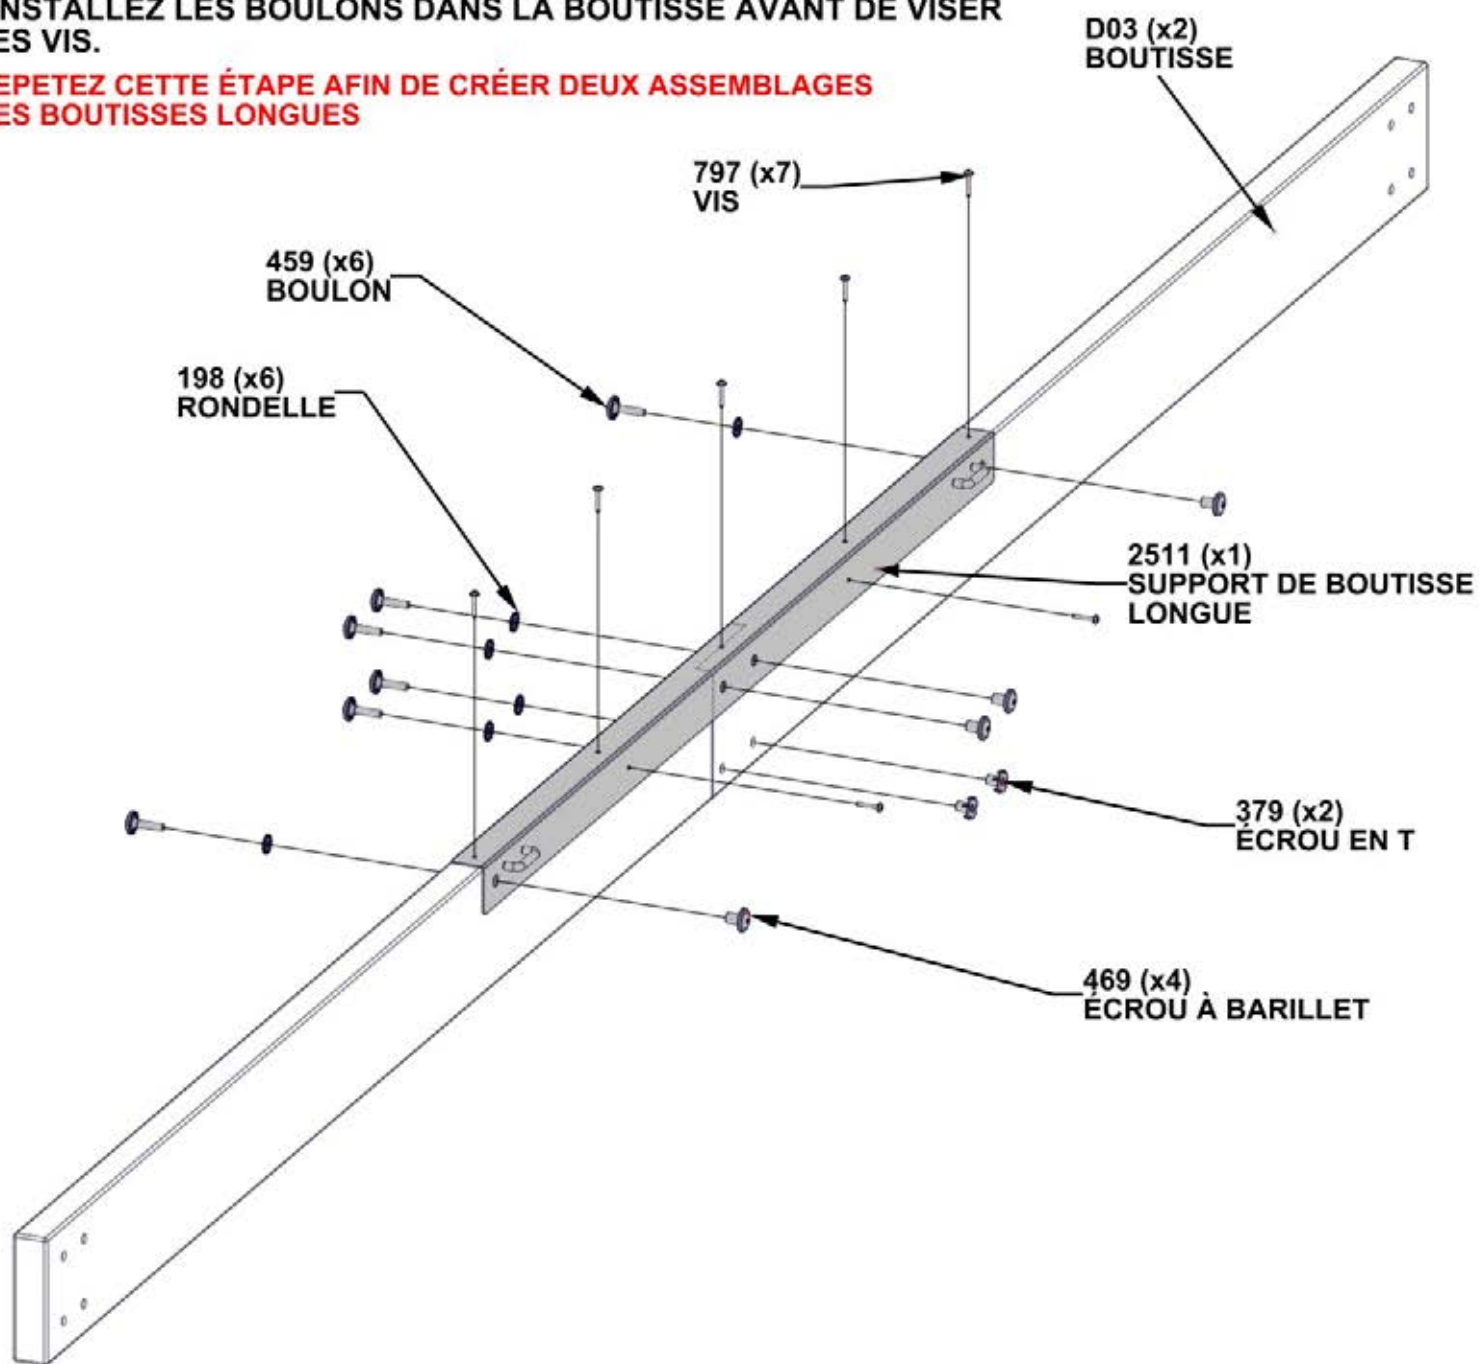 NSTALLEZ LES BOULONS DANS LA BOUTISSE AVANT DE VISER
ES VIS.
EPETEZ CETTE ÉTAPE AFIN DE CRÉER DEUX ASSEMBLAGES
ES BOUTISSES LONGUES
D03 (x2)
BOUTISSE
797 (x7)
VIS
459 (x6)
BOULON
198 (x6)
RONDELLE
2511 (x1)
SUPPORT DE BOUTISSE
LONGUE
379 (x2)
ÉCROU EN T
469 (x4)
ÉCROU À BARILLET